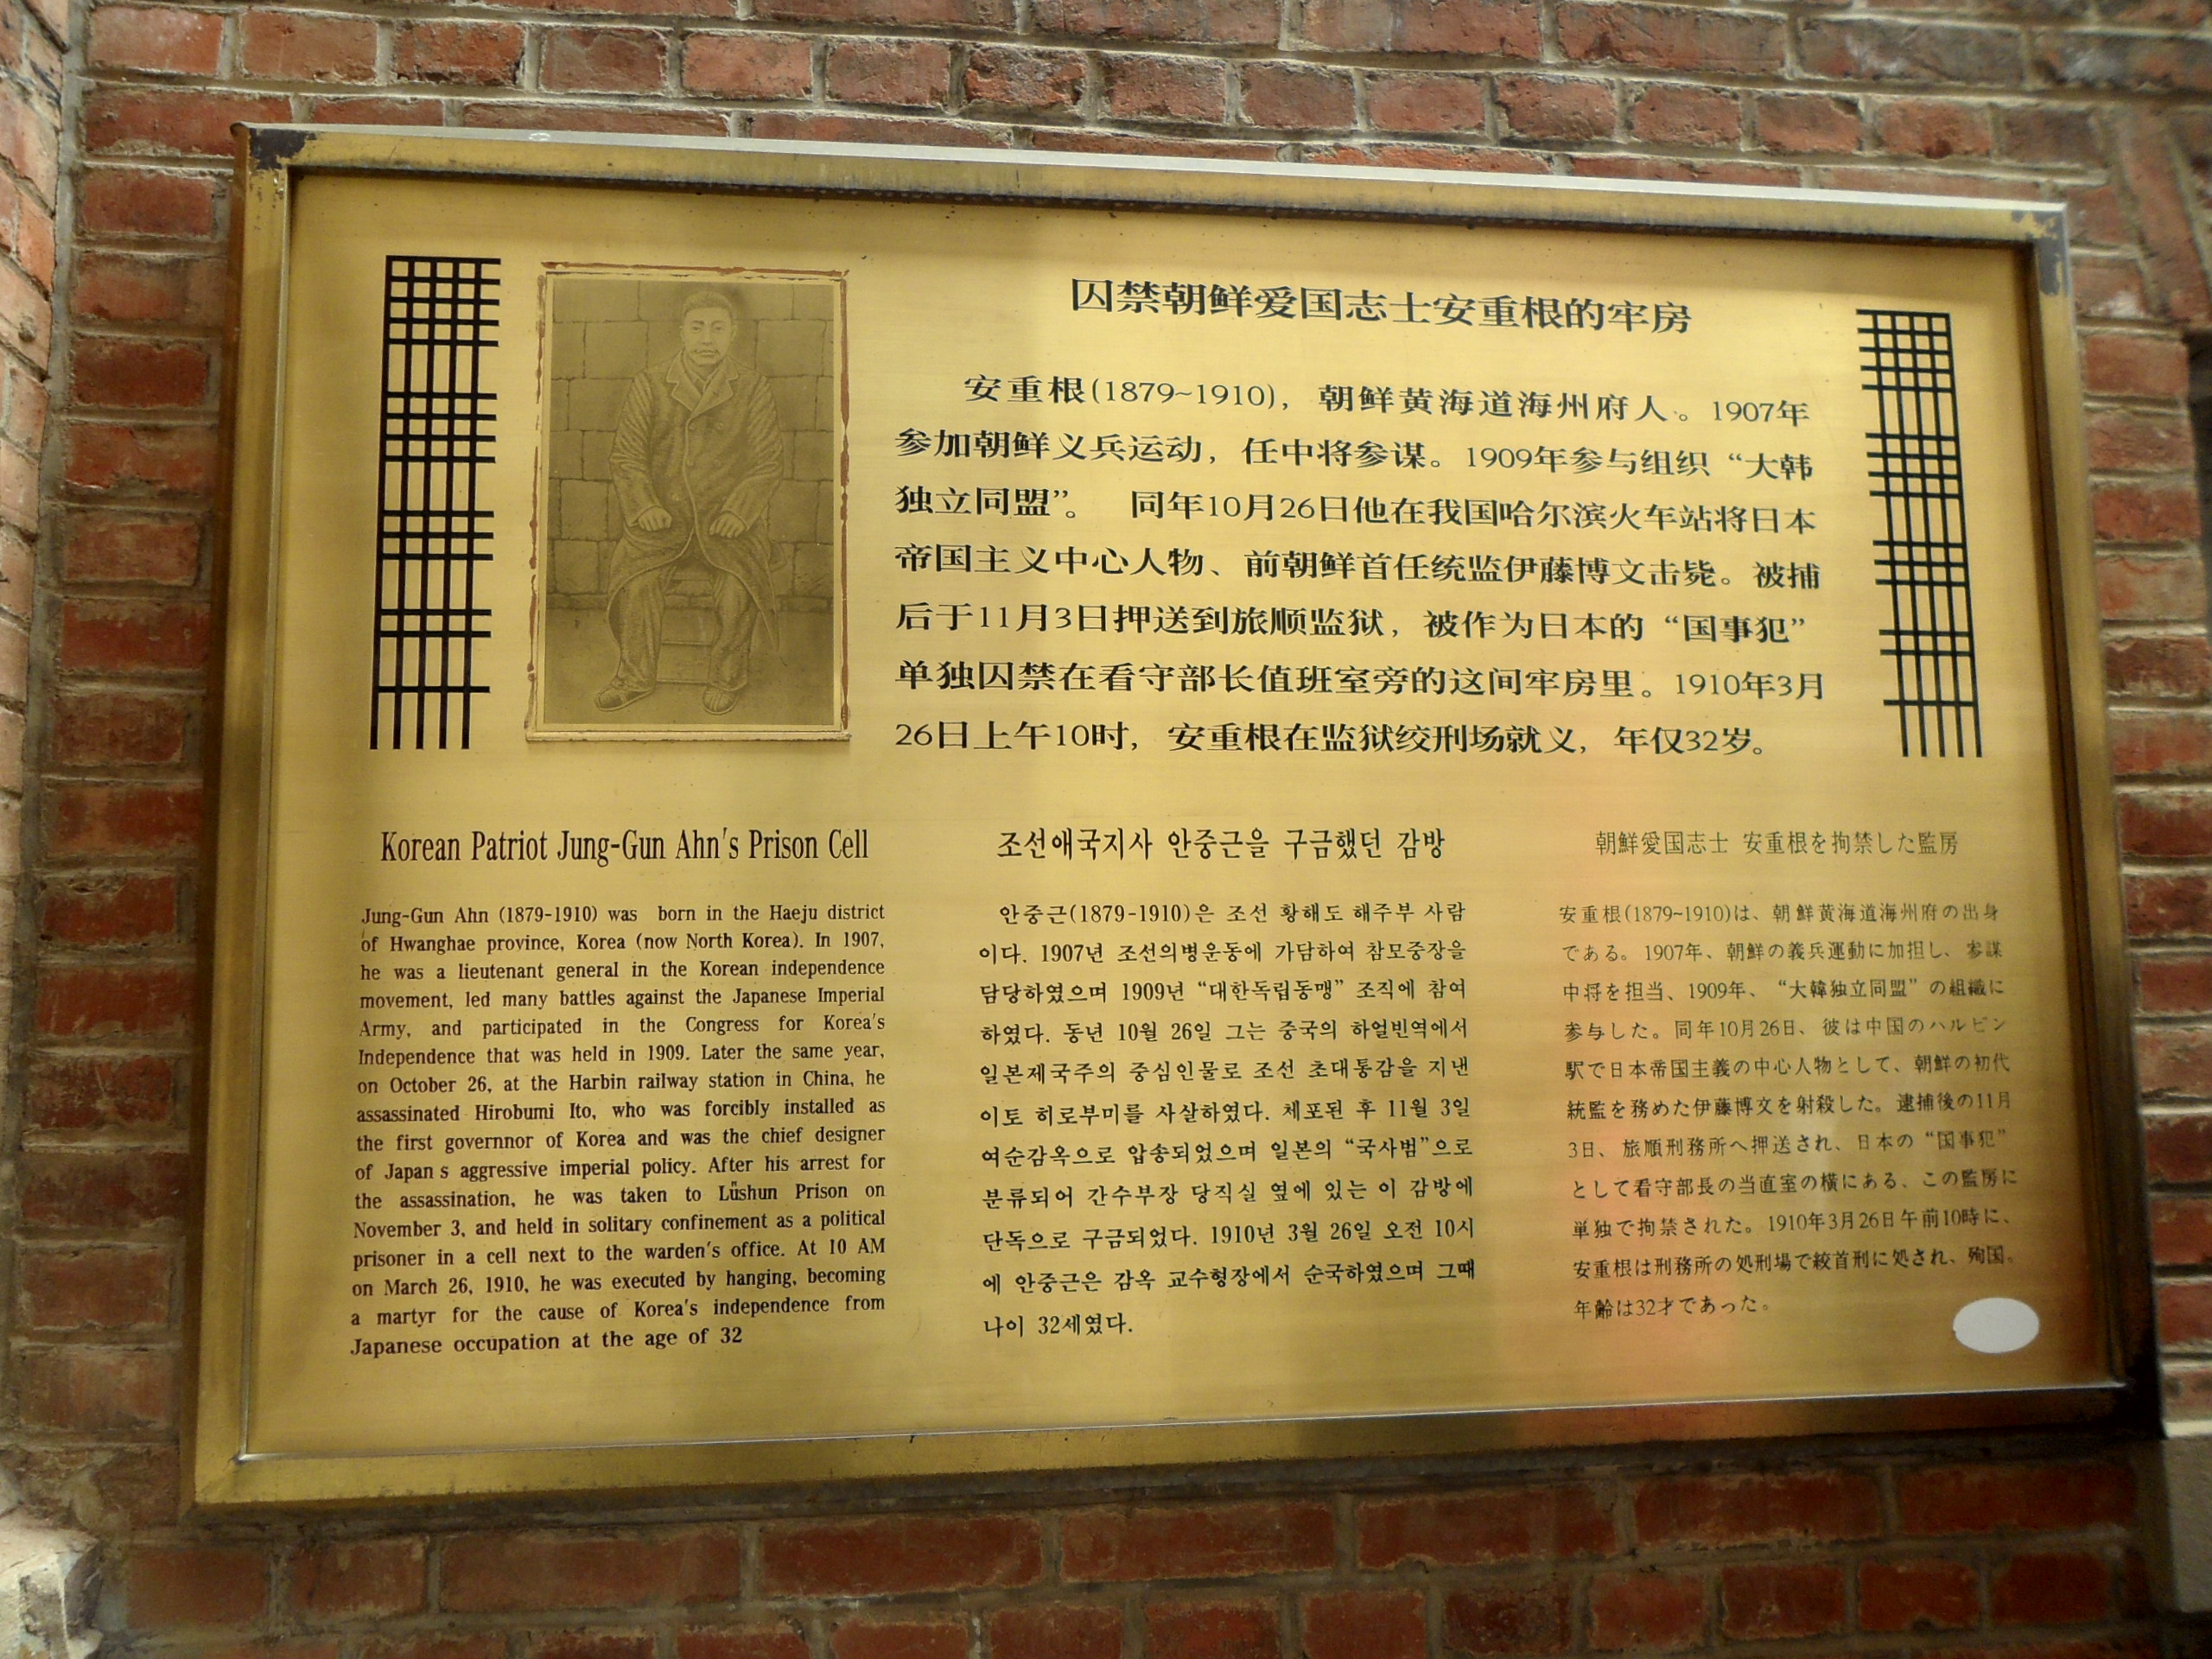 囚禁朝鲜爱国志士安重根的牢房
安重根(1879~1910)，朝鲜黄海道海州府人。1907年
参加朝鲜义兵运动，任中将参谋。1909年参与组织“大韩
独立同盟”。 同年10月26日他在我国哈尔滨火车站将日本
帝国主义中心人物、前朝鲜首任统监伊藤博文击毙。被捕
后于11月3日押送到旅顺监狱，被作为日本的“国事犯”
单独囚禁在看守部长值班室旁的这间牢房里。1910年3月
26日上午10时，安重根在监狱绞刑场就义，年仅32岁。
Korean Patriot Jung-Gun Ahn's Prison Cell
Jung-Gun Ahn (1879-1910) was born in the Haeju district
of Hwanghae province, Korea (now North Korea). In 1907,
he was a lieutenant general in the Korean independence
movement, led many battles against the Japanese Imperial
Army, and participated in the Congress for Korea's
Independence that was held in 1909. Later the same year,
on October 26, at the Harbin railway station in China, he
assassinated Hirobumi Ito, who was forcibly installed as
the first governnor of Korea and was the chief designer
of Japan s aggressive imperial policy. After his arrest for
the assassination, he was taken to Lüshun Prison on
November 3, and held in solitary confinement as a political
prisoner in a cell next to the warden's office. At 10 AM
on March 26, 1910, he was executed by hanging, becoming
a martyr for the cause of Korea's independence from
Japanese occupation at the age of 32
조선애국지사 안중근을 구금했던 감방
안중근(1879-1910)은 조선 황해도 해주부 사람
이다. 1907년 조선의병운동에 가담하여 참모중장을
담당하였으며 1909년 “대한독립동맹” 조직에 참여
하였다. 동년 10월 26일 그는 중국의 하얼빈역에서
일본제국주의 중심인물로 조선 초대통감을 지낸
이토 히로부미를 사살하였다. 체포된 후 11월 3일
여순감옥으로 압송되었으며 일본의 “국사범”으로
분류되어 간수부장 당직실 옆에 있는 이 감방에
단독으로 구금되었다. 1910년 3월 26일 오전 10시
에 안중근은 감옥 교수형장에서 순국하였으며 그때
나이 32세였다.
朝鮮愛国志士 安重根を拘禁した監房
安重根(1879~1910)は、朝鮮黄海道海州府の出身
である。1907年、朝鮮の義兵運動に加担し、参謀
中将を担当、1909年、“大韓独立同盟”の組織に
参与した。同年10月26日、彼は中国のハルビン
駅で日本帝国主義の中心人物として、朝鮮の初代
統監を務めた伊藤博文を射殺した。逮捕後の11月
3日、旅順刑務所へ押送され、日本の“国事犯”
として看守部長の当直室の横にある、この監房に
単独で拘禁された。1910年3月26日午前10時に、
安重根は刑務所の処刑場で絞首刑に処され、殉国。
年齢は32才であった。